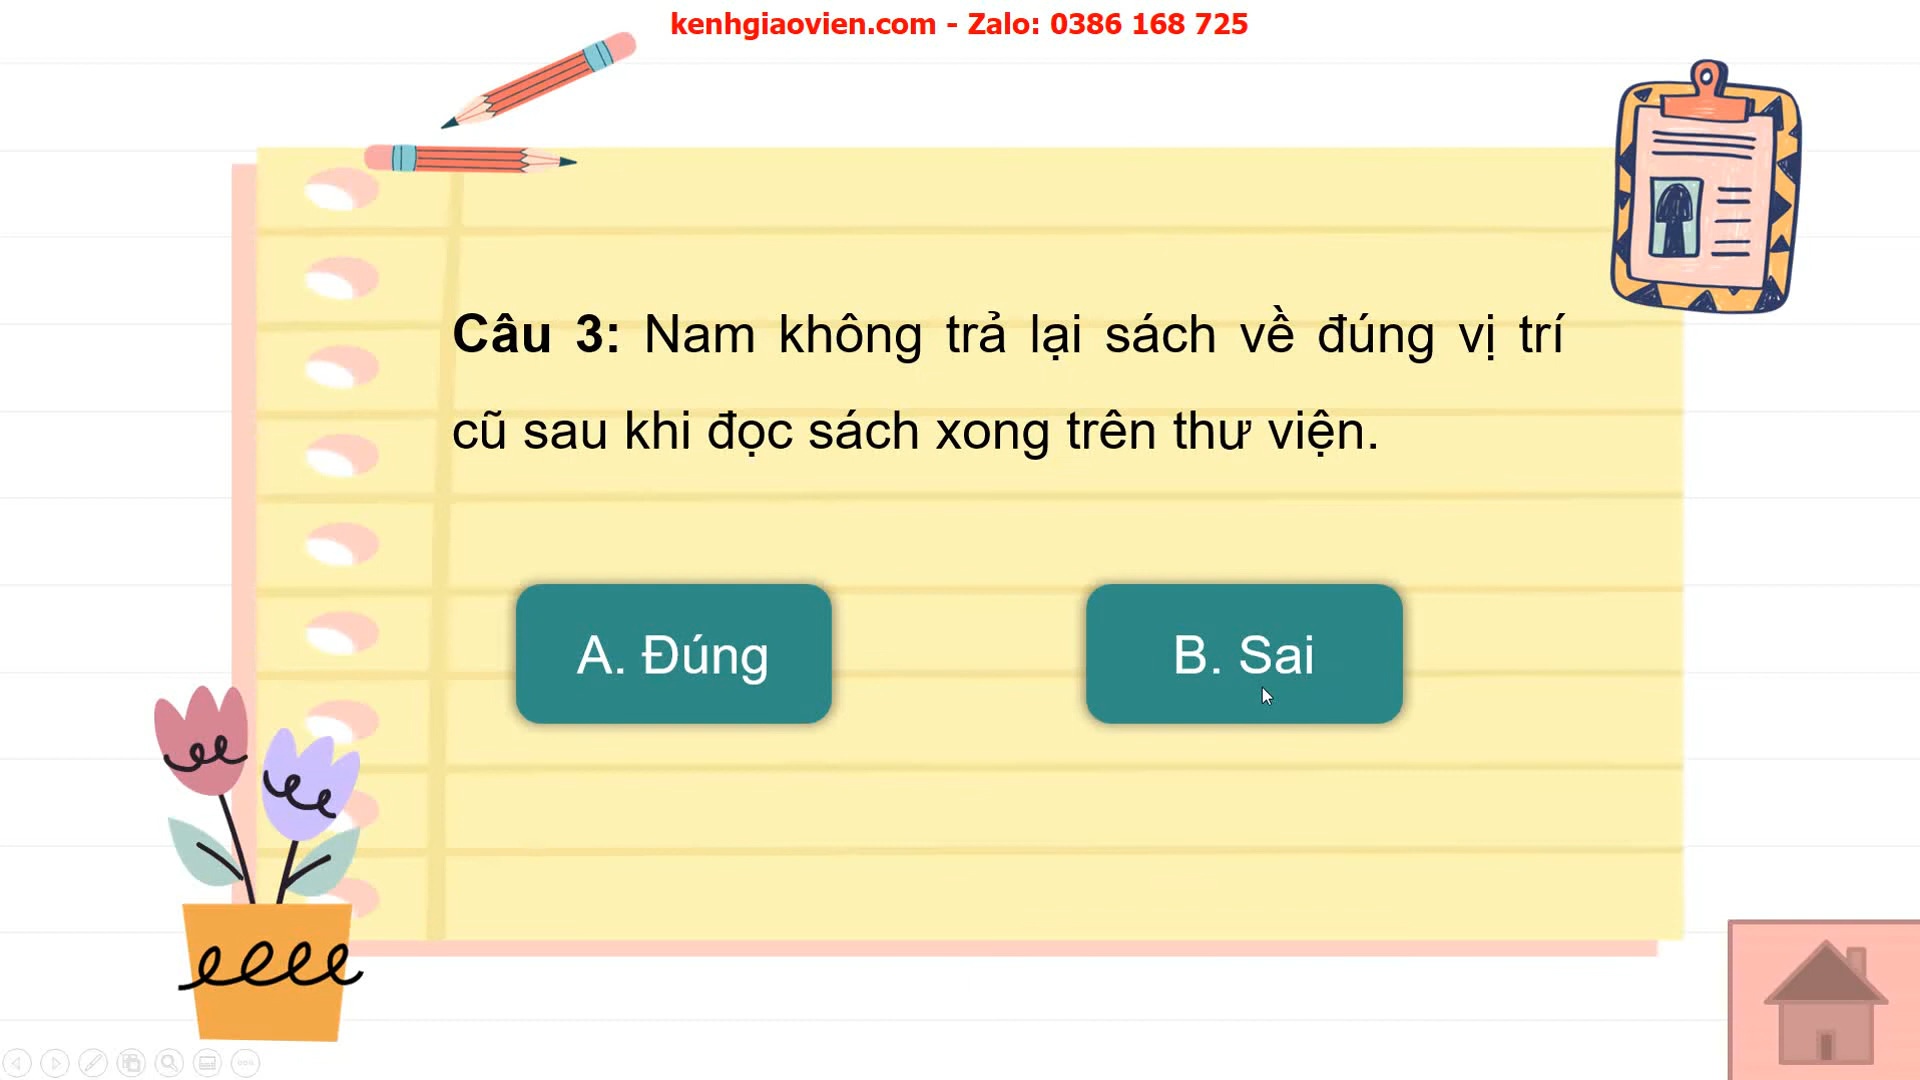 kenhgiaovien.com - Zalo: 0386 168 725
Câu 3: Nam không trả lại sách về đúng vị trí
cũ sau khi đọc sách xong trên thư viện.
A. Đúng
B. Sai